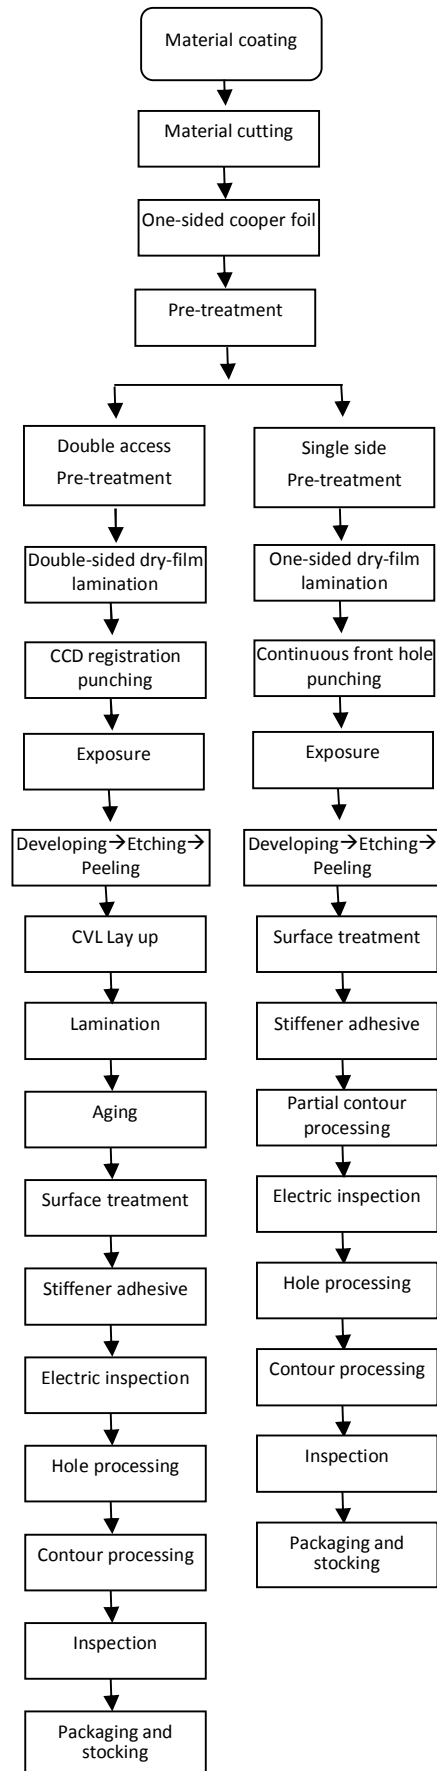 Material coating
Material cutting
One-sided cooper foil
Pre-treatment
Double access
Pre-treatment
Double-sided dry-film
lamination
CCD registration
punching
Exposure
Developing→Etching→
Peeling
CVL Lay up
Lamination
Aging
Surface treatment
Stiffener adhesive
Electric inspection
Hole processing
Contour processing
Inspection
Packaging and
stocking
Single side
Pre-treatment
One-sided dry-film
lamination
Continuous front hole
punching
Exposure
Developing→Etching→
Peeling
Surface treatment
Stiffener adhesive
Partial contour
processing
Electric inspection
Hole processing
Contour processing
Inspection
Packaging and
stocking